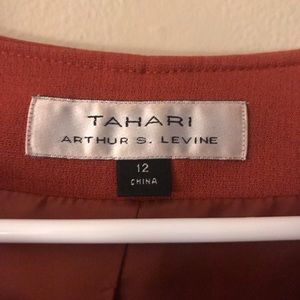 TAHARI
ARTHUR S. LEVINE
12
CHINA